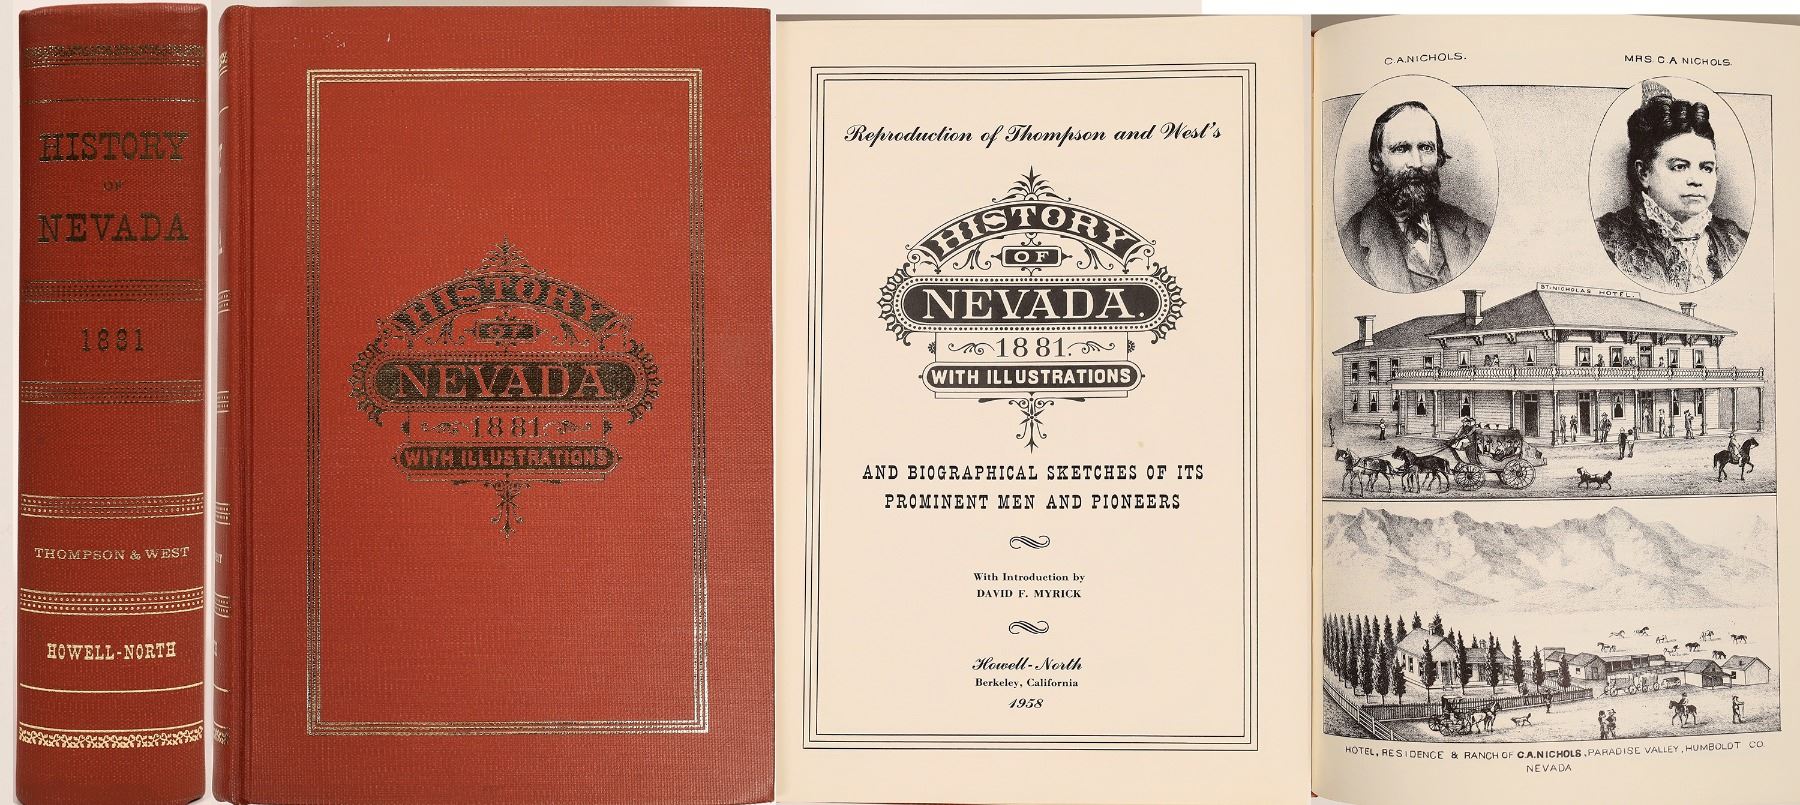 HISTORY
OF
NEVADA
1881
THOMPSON & WEST
HOWELL-NORTH
HISTORY
OF
NEVADA
1881
WITH ILLUSTRATIONS
Reproduction of Thompson and West's
HISTORY
OF
NEVADA.
1881.
WITH ILLUSTRATIONS
AND BIOGRAPHICAL SKETCHES OF ITS
PROMINENT MEN AND PIONEERS
With Introduction by
DAVID F. MYRICK
Howell-North
Berkeley, California
1958
C.A.NICHOLS.
MRS. C.A NICHOLS.
ST. NICHOLAS HOTEL.
HOTEL, RESIDENCE & RANCH OF C.A.NICHOLS, PARADISE VALLEY, HUMBOLDT CO.
NEVADA